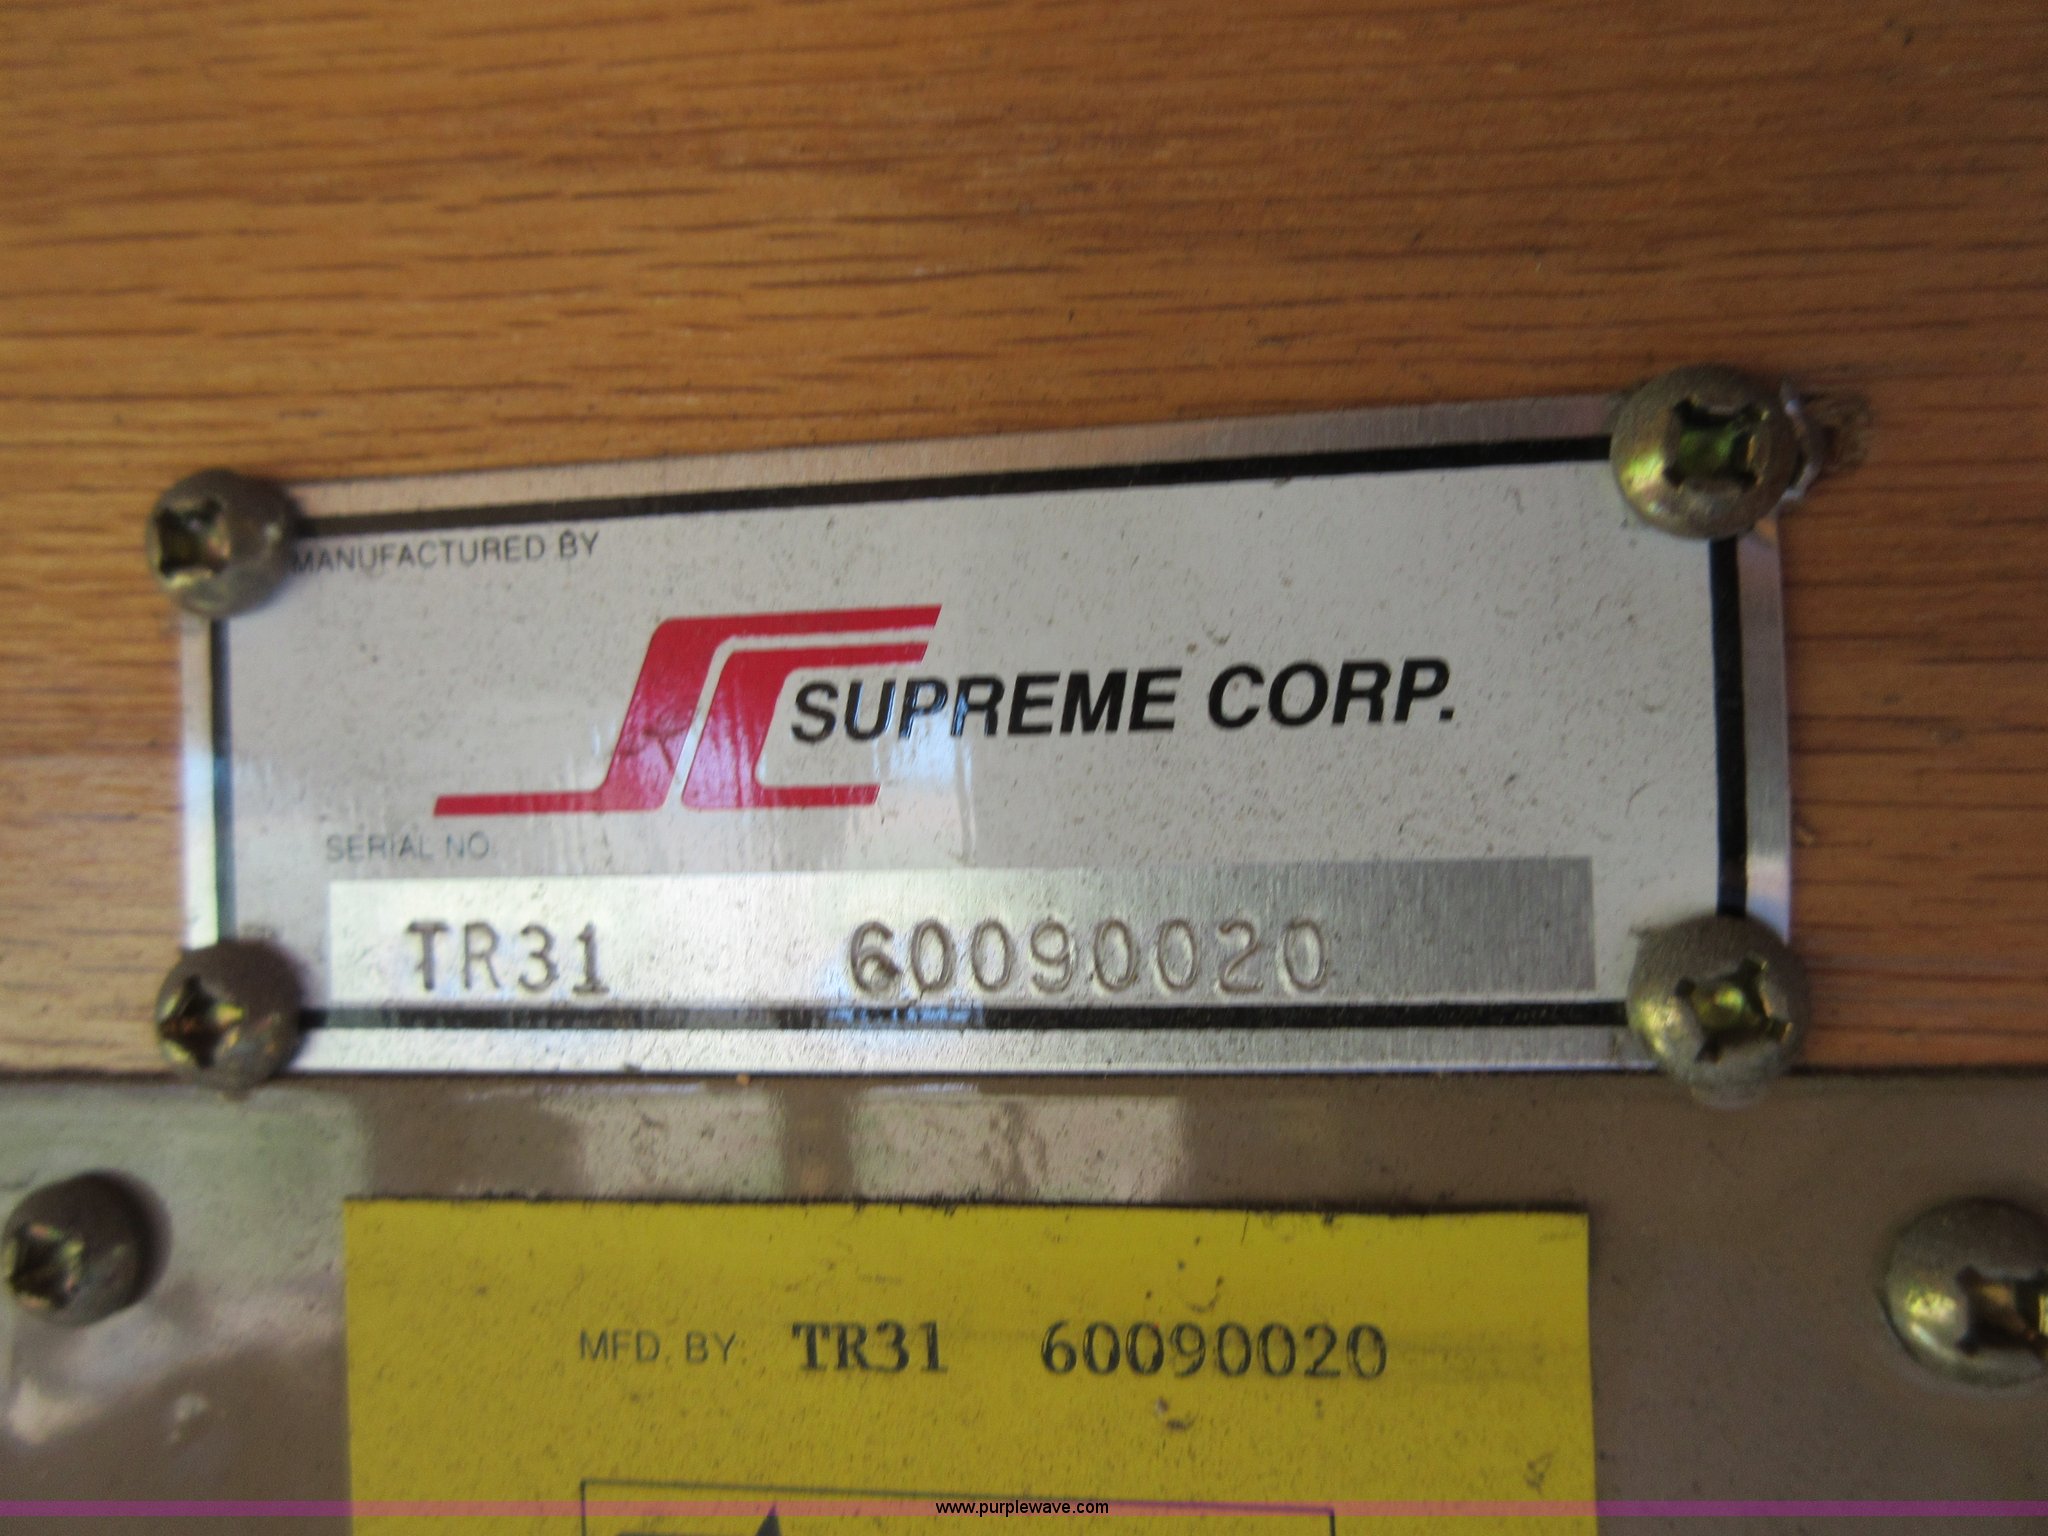 MANUFACTURED BY
SUPREME CORP.
SERIAL NO.
TR31 60090020
MFD. BY: TR31 60090020
www.purplewave.com